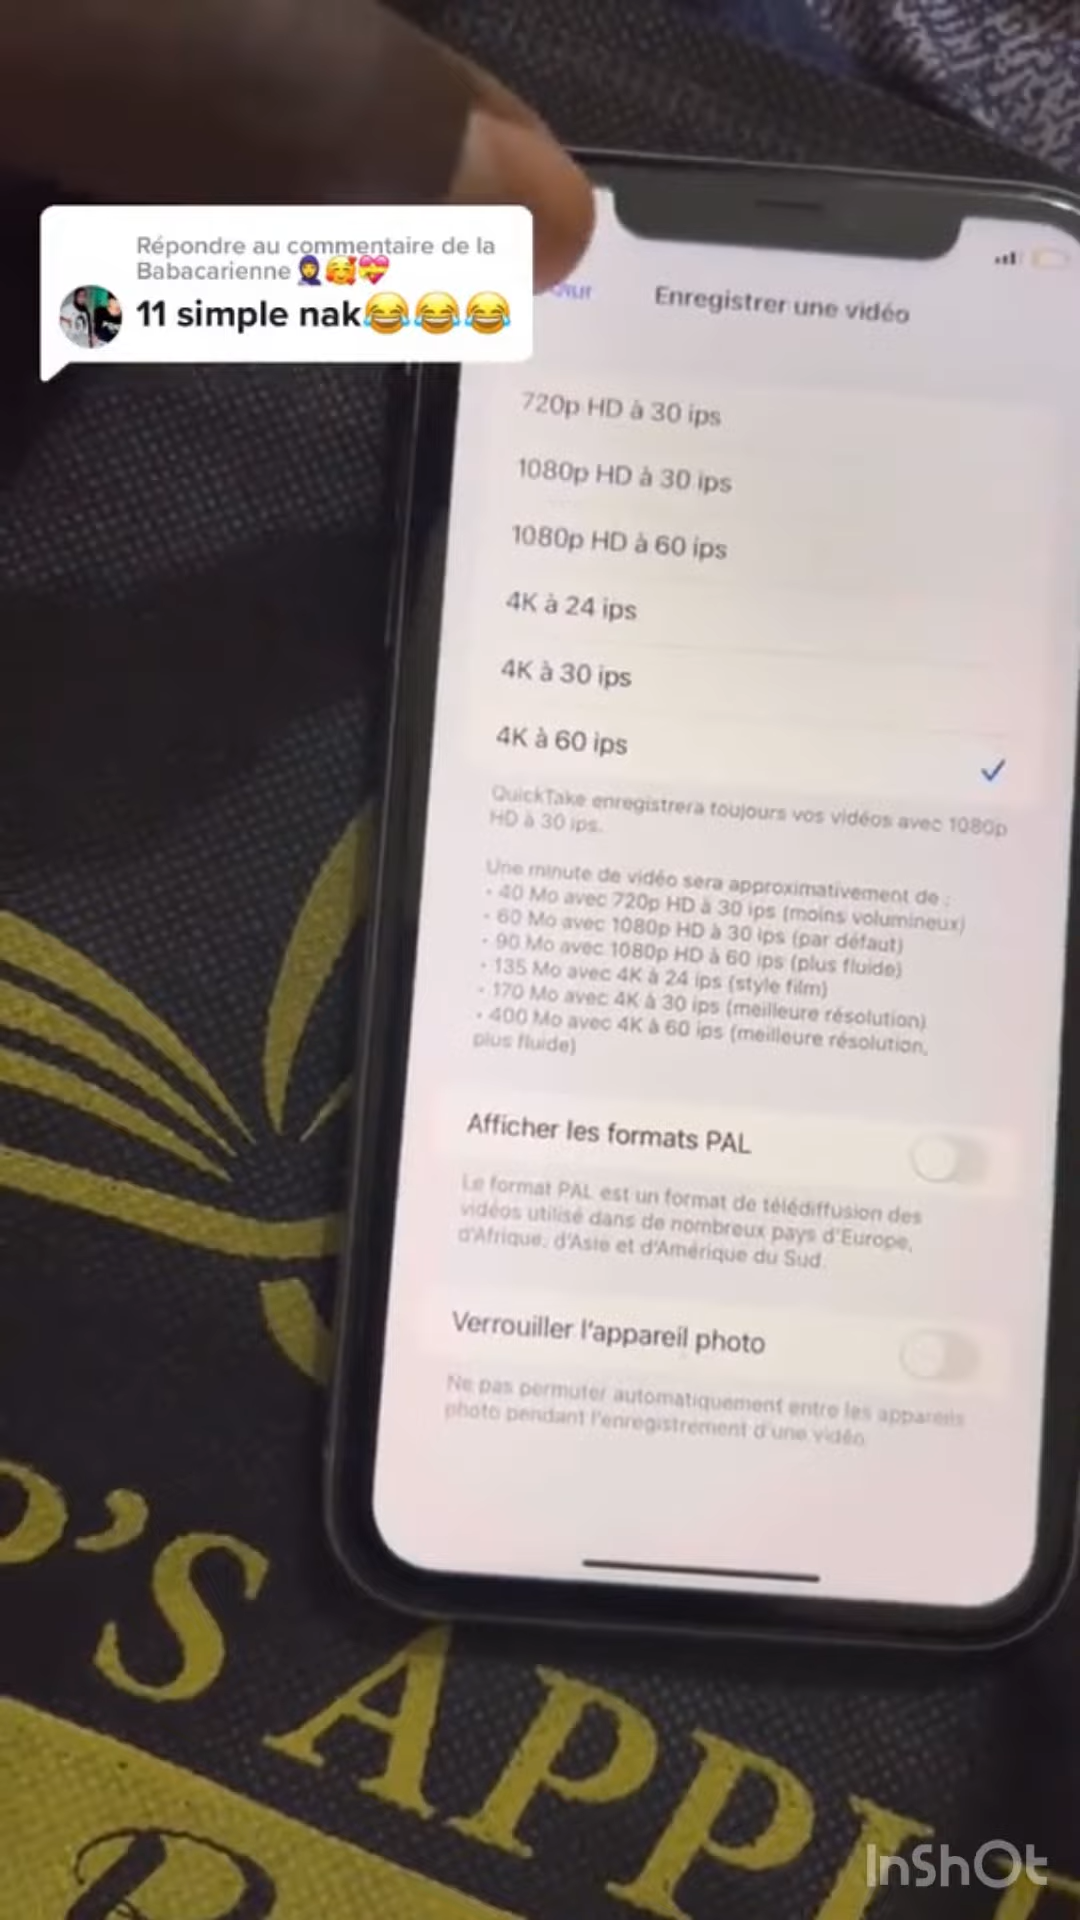 Répondre au commentaire de la
Babacarienne 🧕🥰💝
11 simple nak😂😂😂
Enregistrer une vidéo
720p HD à 30 ips
1080p HD à 30 ips
1080p HD à 60 ips
4K à 24 ips
4K à 30 ips
4K à 60 ips
QuickTake enregistrera toujours vos vidéos avec 1080p
HD à 30 ips.
Une minute de vidéo sera approximativement de :
• 40 Mo avec 720p HD à 30 ips (moins volumineux)
• 60 Mo avec 1080p HD à 30 ips (par défaut)
• 90 Mo avec 1080p HD à 60 ips (plus fluide)
• 135 Mo avec 4K à 24 ips (style film)
• 170 Mo avec 4K à 30 ips (meilleure résolution)
• 400 Mo avec 4K à 60 ips (meilleure résolution,
plus fluide)
Afficher les formats PAL
Le format PAL est un format de télédiffusion des
vidéos utilisé dans de nombreux pays d'Europe,
d'Afrique, d'Asie et d'Amérique du Sud.
Verrouiller l'appareil photo
Ne pas permuter automatiquement entre les appareils
photo pendant l'enregistrement d'une vidéo.
'S APPL
InShOt